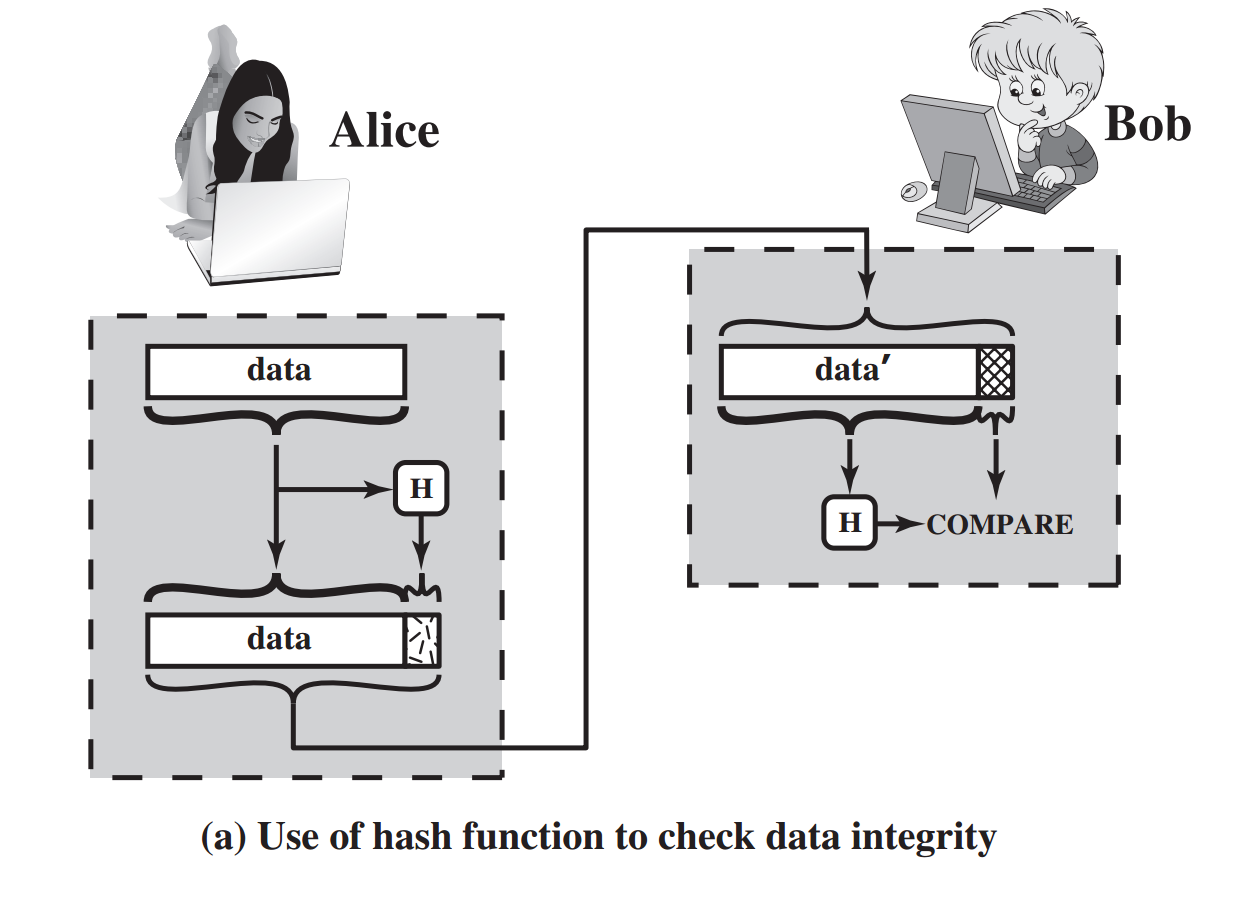 Alice
Bob
data
H
data
data′
H
COMPARE
(a) Use of hash function to check data integrity